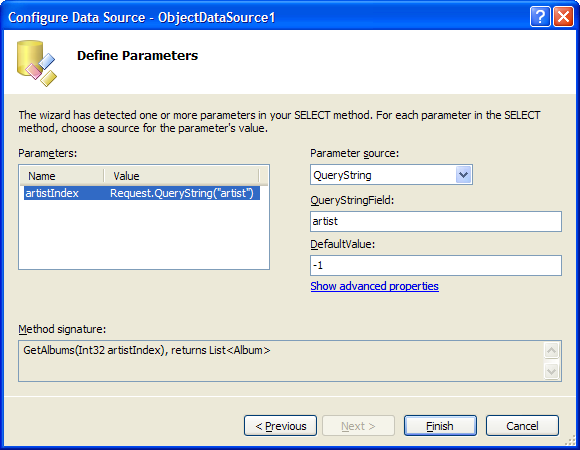 Configure Data Source - ObjectDataSource1
Define Parameters
The wizard has detected one or more parameters in your SELECT method. For each parameter in the SELECT
method, choose a source for the parameter's value.
Parameters:
Name Value
artistIndex Request.QueryString("artist")
Parameter source:
QueryString
QueryStringField:
artist
DefaultValue:
-1
Show advanced properties
Method signature:
GetAlbums(Int32 artistIndex), returns List<Album>
< Previous Next > Finish Cancel